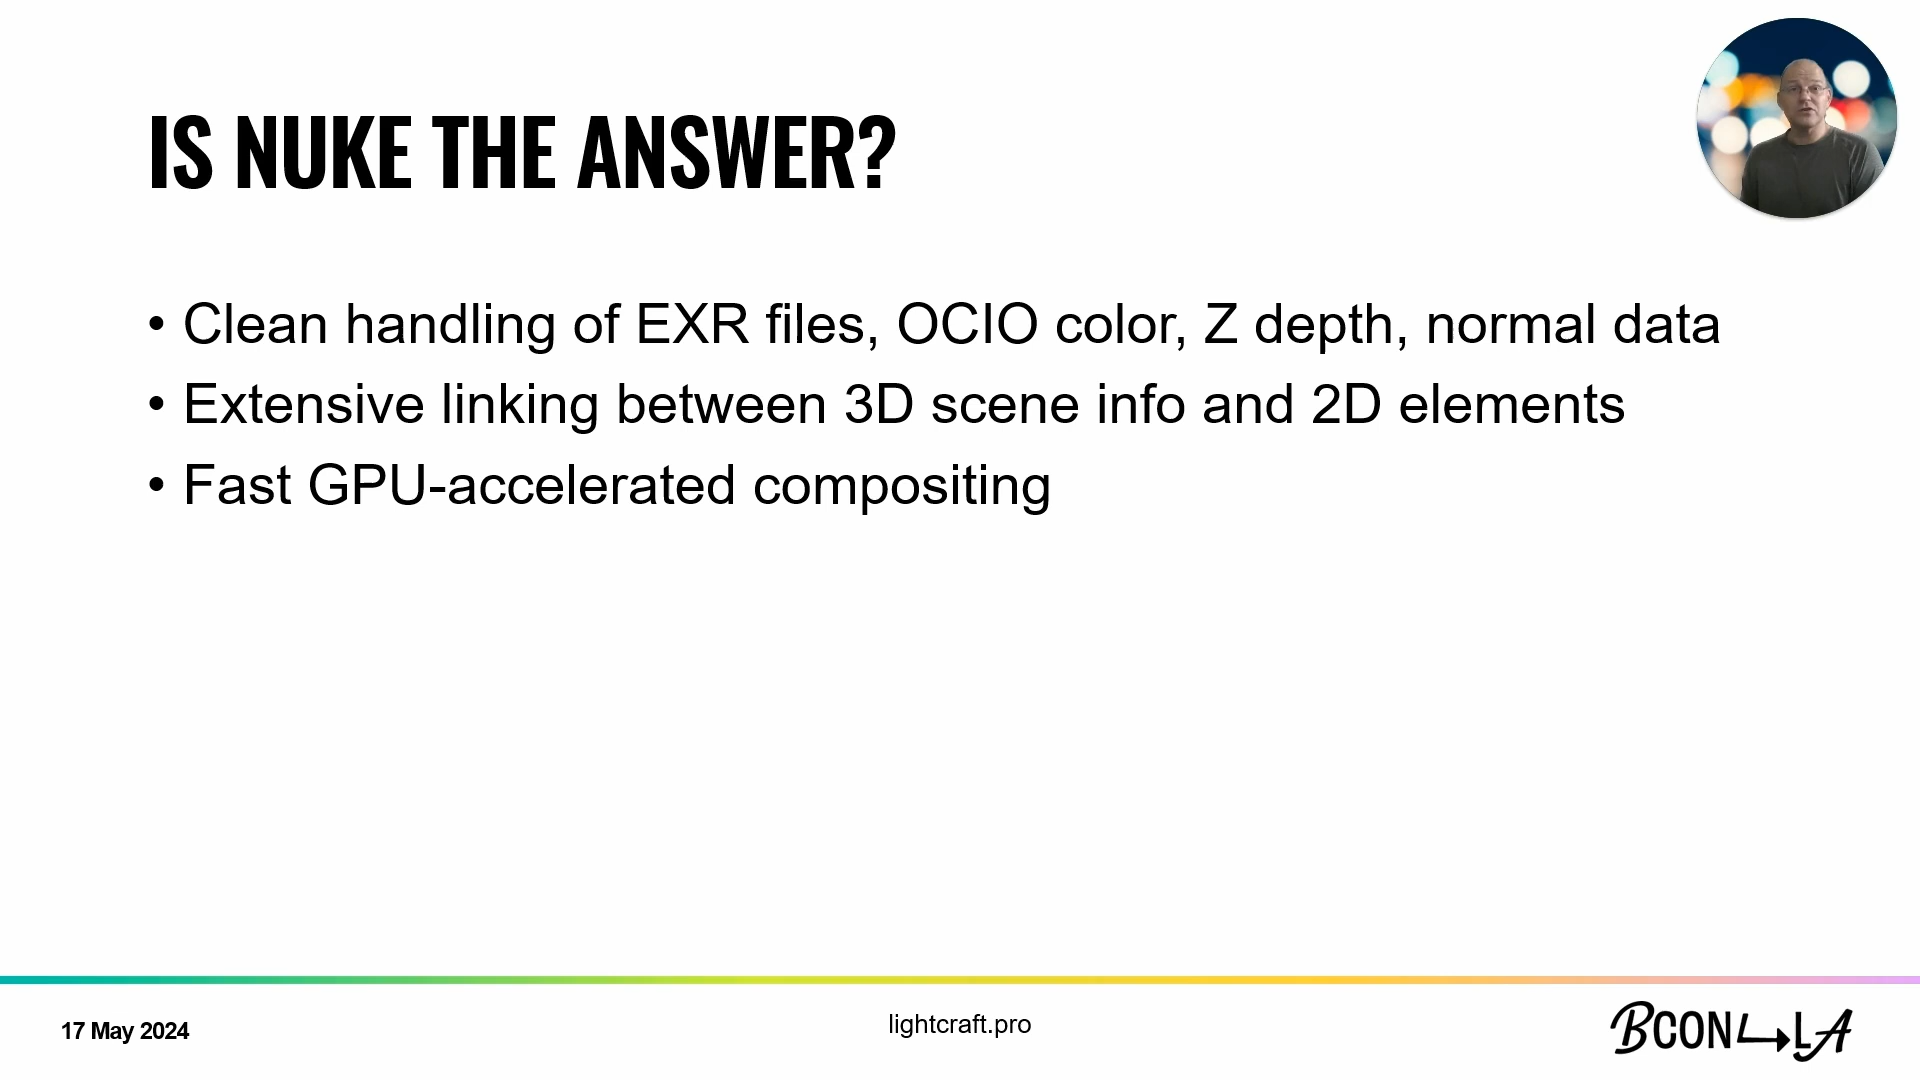 IS NUKE THE ANSWER?
• Clean handling of EXR files, OCIO color, Z depth, normal data
• Extensive linking between 3D scene info and 2D elements
• Fast GPU-accelerated compositing
17 May 2024
lightcraft.pro
BCON LA